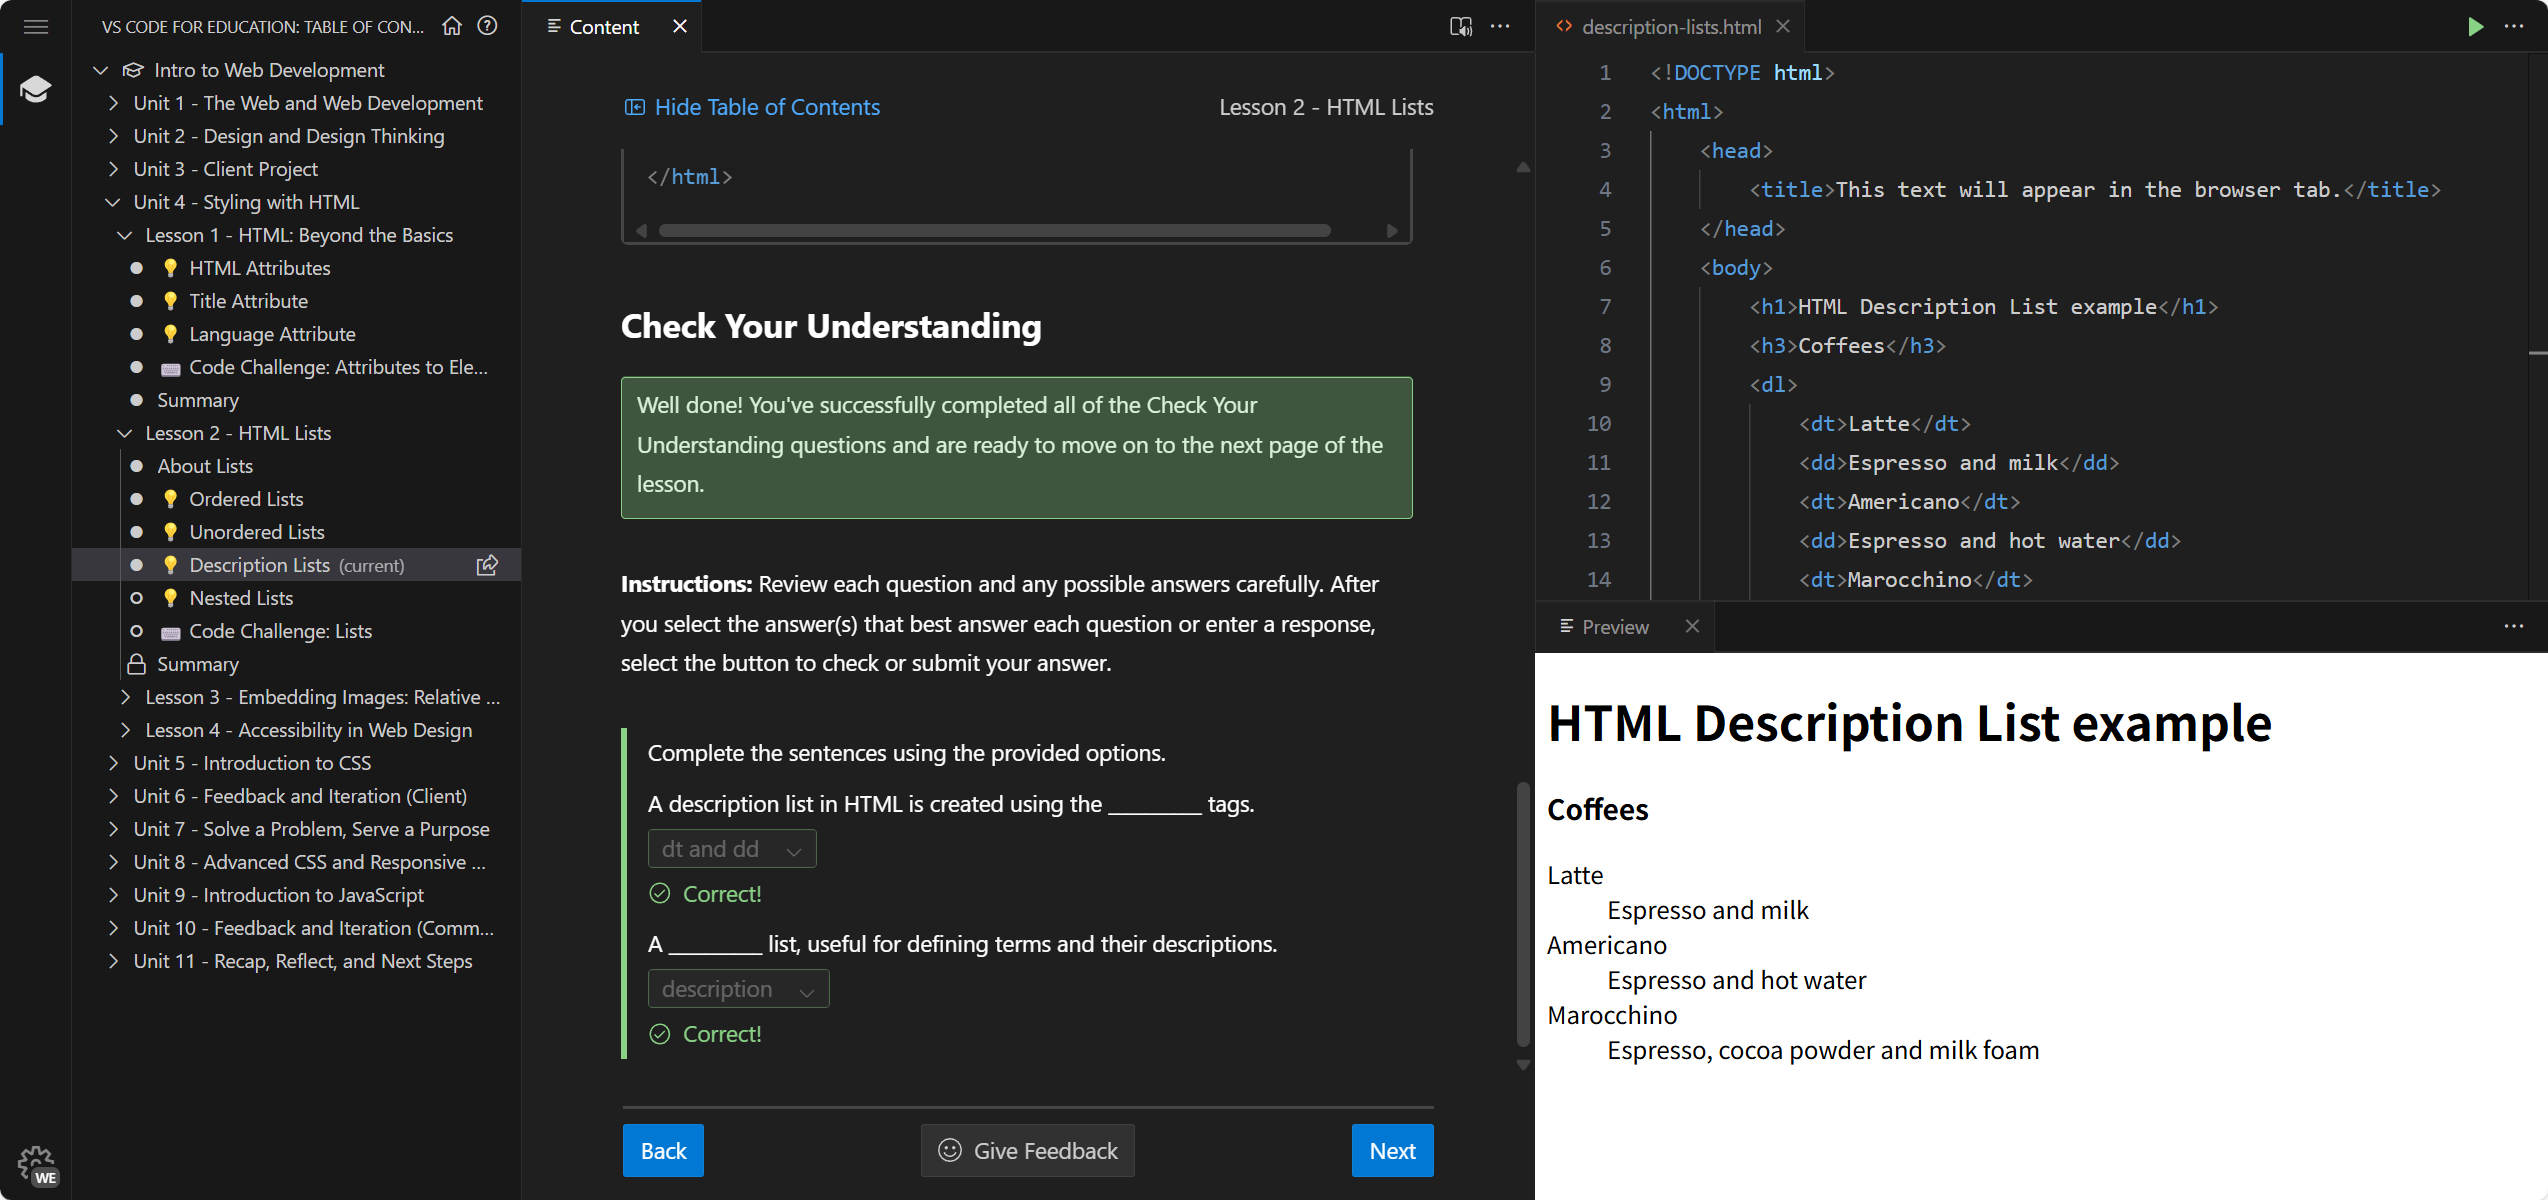 VS CODE FOR EDUCATION: TABLE OF CON...
Intro to Web Development
Unit 1 - The Web and Web Development
Unit 2 - Design and Design Thinking
Unit 3 - Client Project
Unit 4 - Styling with HTML
Lesson 1 - HTML: Beyond the Basics
HTML Attributes
Title Attribute
Language Attribute
Code Challenge: Attributes to Ele...
Summary
Lesson 2 - HTML Lists
About Lists
Ordered Lists
Unordered Lists
Description Lists (current)
Nested Lists
Code Challenge: Lists
Summary
Lesson 3 - Embedding Images: Relative ...
Lesson 4 - Accessibility in Web Design
Unit 5 - Introduction to CSS
Unit 6 - Feedback and Iteration (Client)
Unit 7 - Solve a Problem, Serve a Purpose
Unit 8 - Advanced CSS and Responsive ...
Unit 9 - Introduction to JavaScript
Unit 10 - Feedback and Iteration (Comm...
Unit 11 - Recap, Reflect, and Next Steps
WE
Content
Hide Table of Contents
Lesson 2 - HTML Lists
</html>
Check Your Understanding
Well done! You've successfully completed all of the Check Your
Understanding questions and are ready to move on to the next page of the
lesson.
Instructions: Review each question and any possible answers carefully. After
you select the answer(s) that best answer each question or enter a response,
select the button to check or submit your answer.
Complete the sentences using the provided options.
A description list in HTML is created using the ________ tags.
dt and dd
Correct!
A ________ list, useful for defining terms and their descriptions.
description
Correct!
Back
Give Feedback
Next
description-lists.html
1 <!DOCTYPE html>
2 <html>
3 <head>
4 <title>This text will appear in the browser tab.</title>
5 </head>
6 <body>
7 <h1>HTML Description List example</h1>
8 <h3>Coffees</h3>
9 <dl>
10 <dt>Latte</dt>
11 <dd>Espresso and milk</dd>
12 <dt>Americano</dt>
13 <dd>Espresso and hot water</dd>
14 <dt>Marocchino</dt>
Preview
HTML Description List example
Coffees
Latte
Espresso and milk
Americano
Espresso and hot water
Marocchino
Espresso, cocoa powder and milk foam